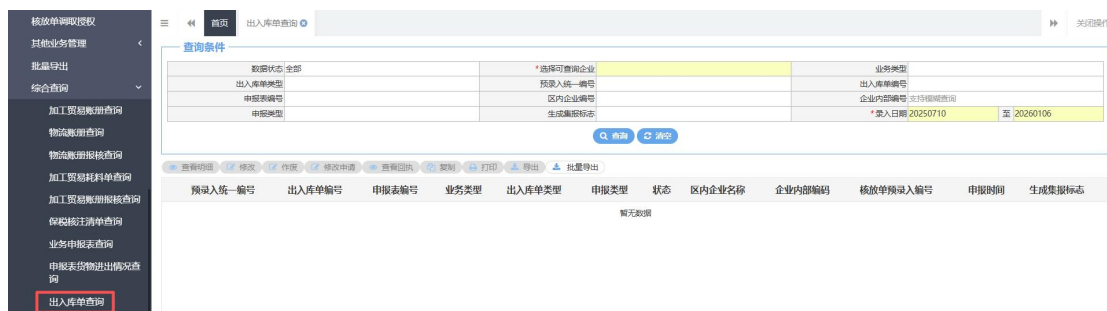 核放单调取授权
其他业务管理
批量导出
综合查询
加工贸易账册查询
物流账册查询
物流账册报核查询
加工贸易耗料单查询
加工贸易账册报核查询
保税核注清单查询
业务申报表查询
申报表货物进出情况查
询
出入库单查询
首页 出入库单查询 关闭操作
查询条件
数据状态 全部 *选择可查询企业 业务类型
出入库单类型 预录入统一编号 出入库单编号
申报表编号 区内企业编号 企业内部编号 支持模糊查询
申报类型 生成集报标志 *录入日期 20250710 至 20260106
查询 清空
查看明细 修改 作废 修改申请 查看回执 复制 打印 导出 批量导出
预录入统一编号 出入库单编号 申报表编号 业务类型 出入库单类型 申报类型 状态 区内企业名称 企业内部编码 核放单预录入编号 申报时间 生成集报标志
暂无数据